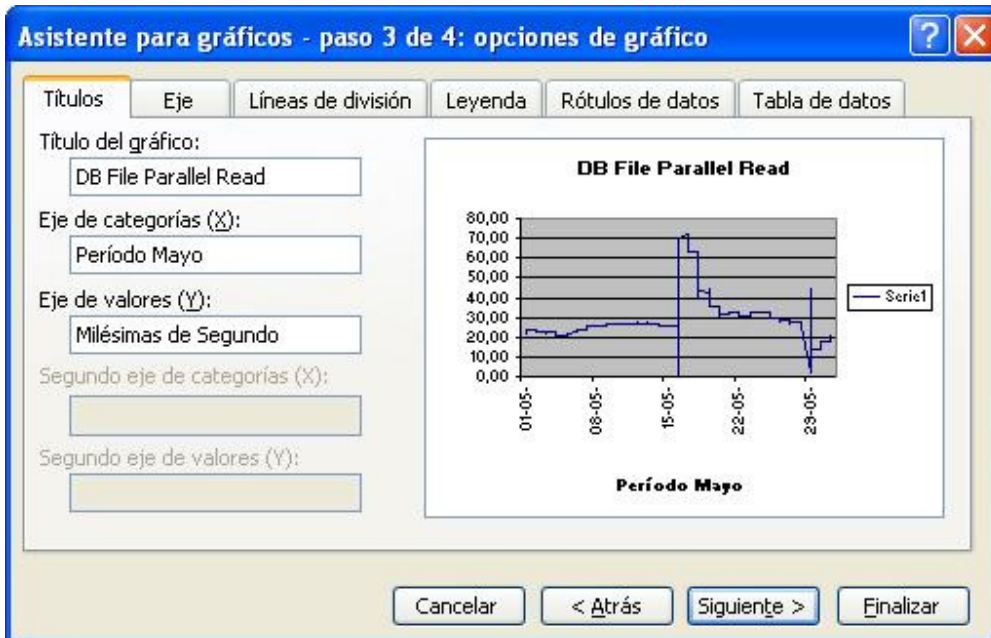 Asistente para gráficos - paso 3 de 4: opciones de gráfico
Títulos
Eje
Líneas de división
Leyenda
Rótulos de datos
Tabla de datos
Título del gráfico:
DB File Parallel Read
Eje de categorías (X):
Período Mayo
Eje de valores (Y):
Milésimas de Segundo
Segundo eje de categorías (X):
Segundo eje de valores (Y):
DB File Parallel Read
80,00
70,00
60,00
50,00
40,00
30,00
20,00
10,00
0,00
01-05-
08-05-
15-05-
22-05-
29-05-
Período Mayo
Serie1
Cancelar
< Atrás
Siguiente >
Finalizar